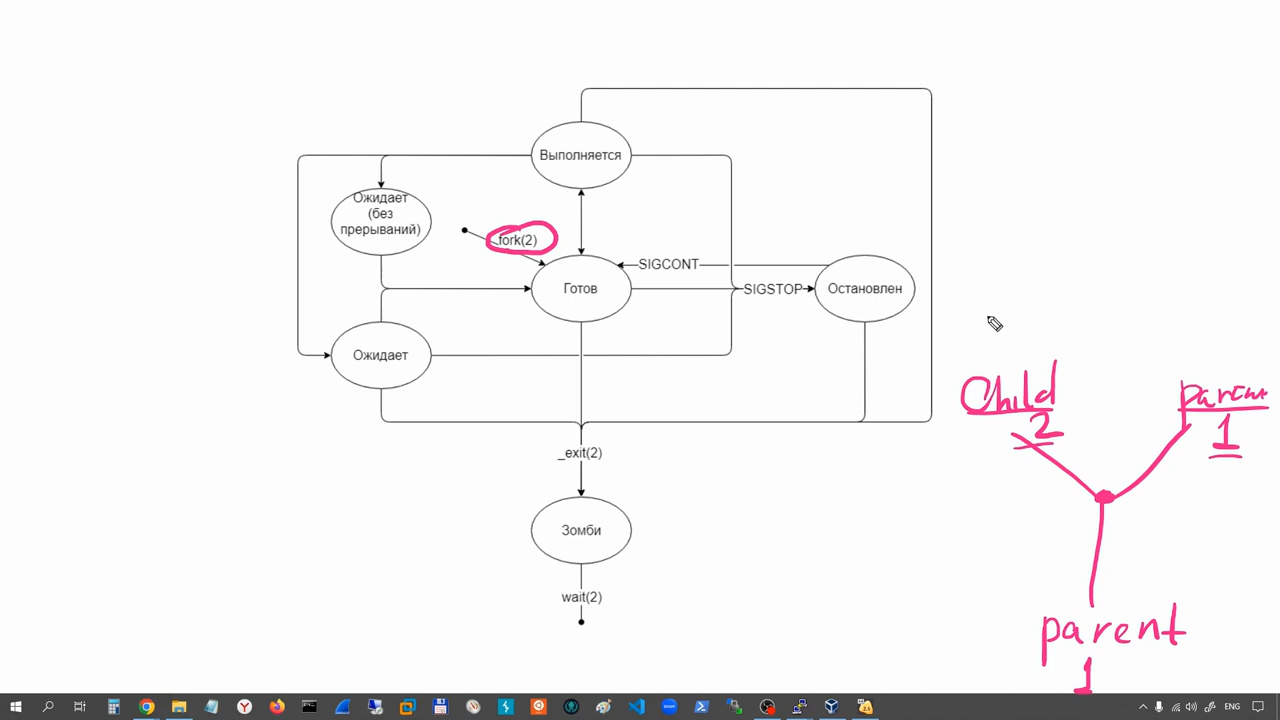 Выполняется
Ожидает
(без
прерываний)
fork(2)
SIGCONT
Готов
SIGSTOP
Остановлен
Ожидает
Child
2
1
_exit(2)
Зомби
wait(2)
parent
1
ENG